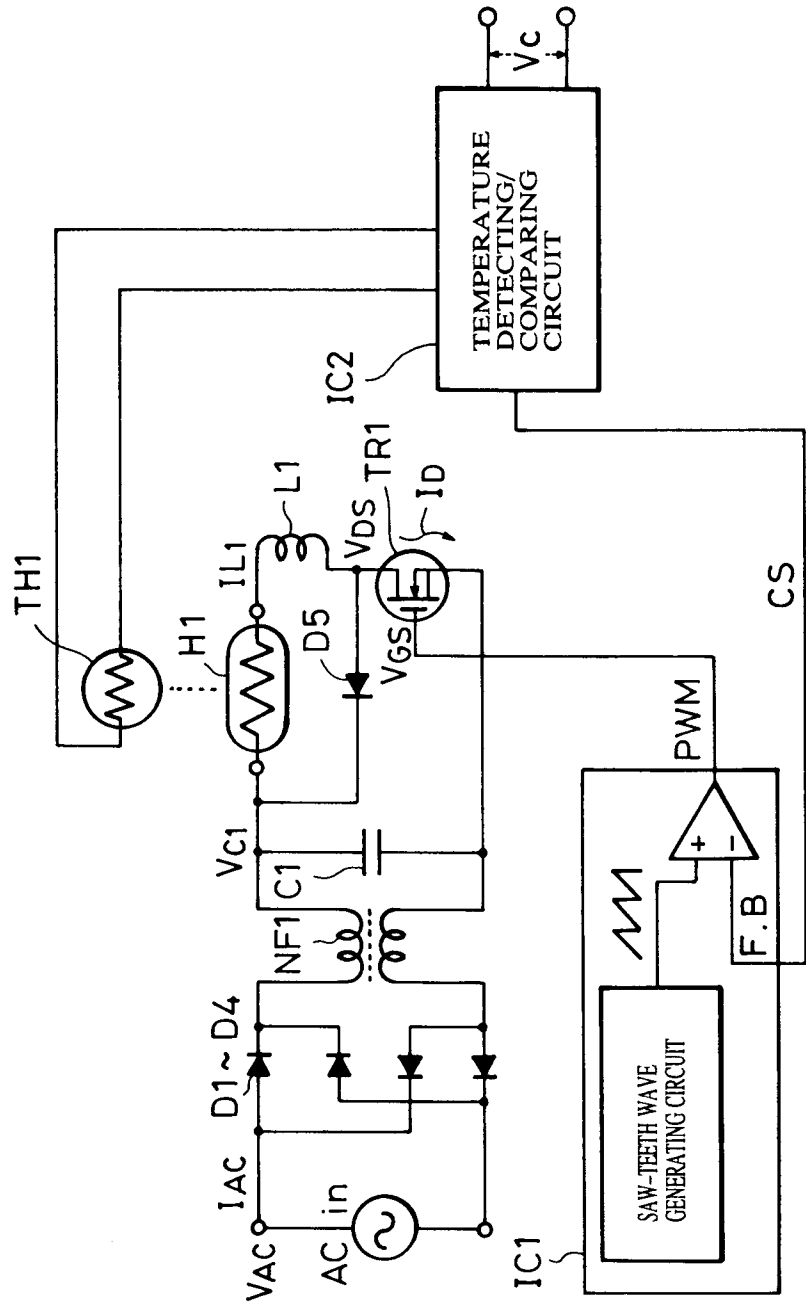 TH1
H1
IL1
L1
D5
VDS
TR1
ID
VGS
VC1
C1
NF1
D1~D4
IAC
VAC
AC in
IC2
TEMPERATURE
DETECTING/
COMPARING
CIRCUIT
Vc
CS
PWM
+
−
F.B
IC1
SAW-TEETH WAVE
GENERATING CIRCUIT